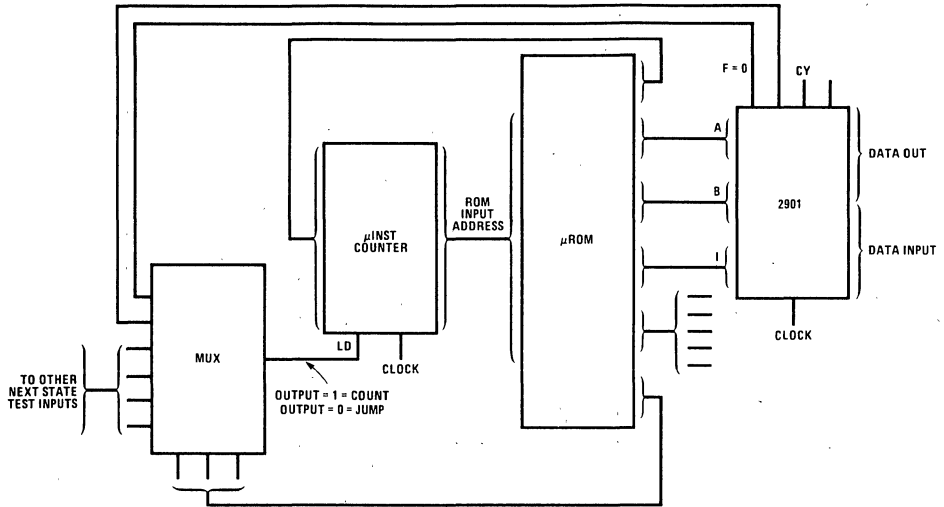 F = 0
CY
A
DATA OUT
B
2901
ROM
INPUT
ADDRESS
μINST
COUNTER
μROM
DATA INPUT
I
MUX
LD
CLOCK
CLOCK
TO OTHER
NEXT STATE
TEST INPUTS
OUTPUT = 1 = COUNT
OUTPUT = 0 = JUMP